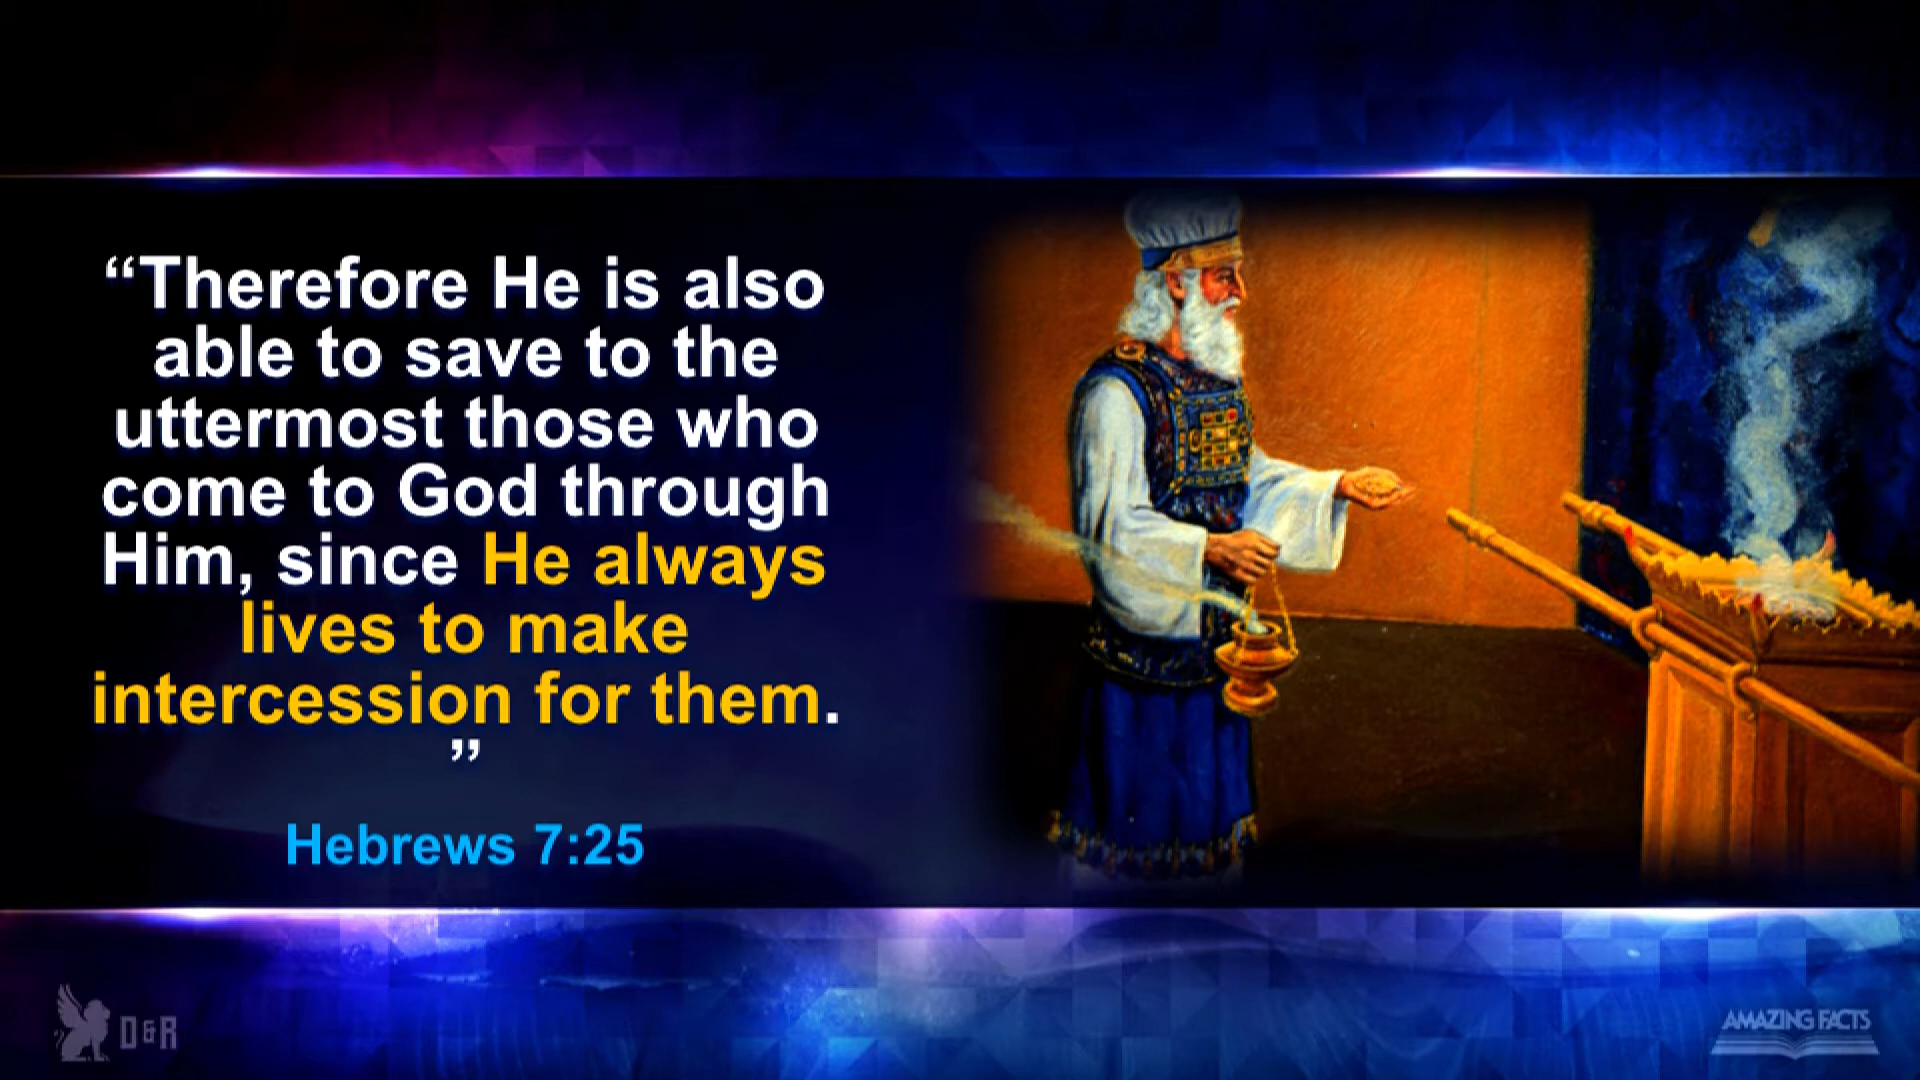 “Therefore He is also
able to save to the
uttermost those who
come to God through
Him, since He always
lives to make
intercession for them.
”
Hebrews 7:25
D&R
AMAZING FACTS